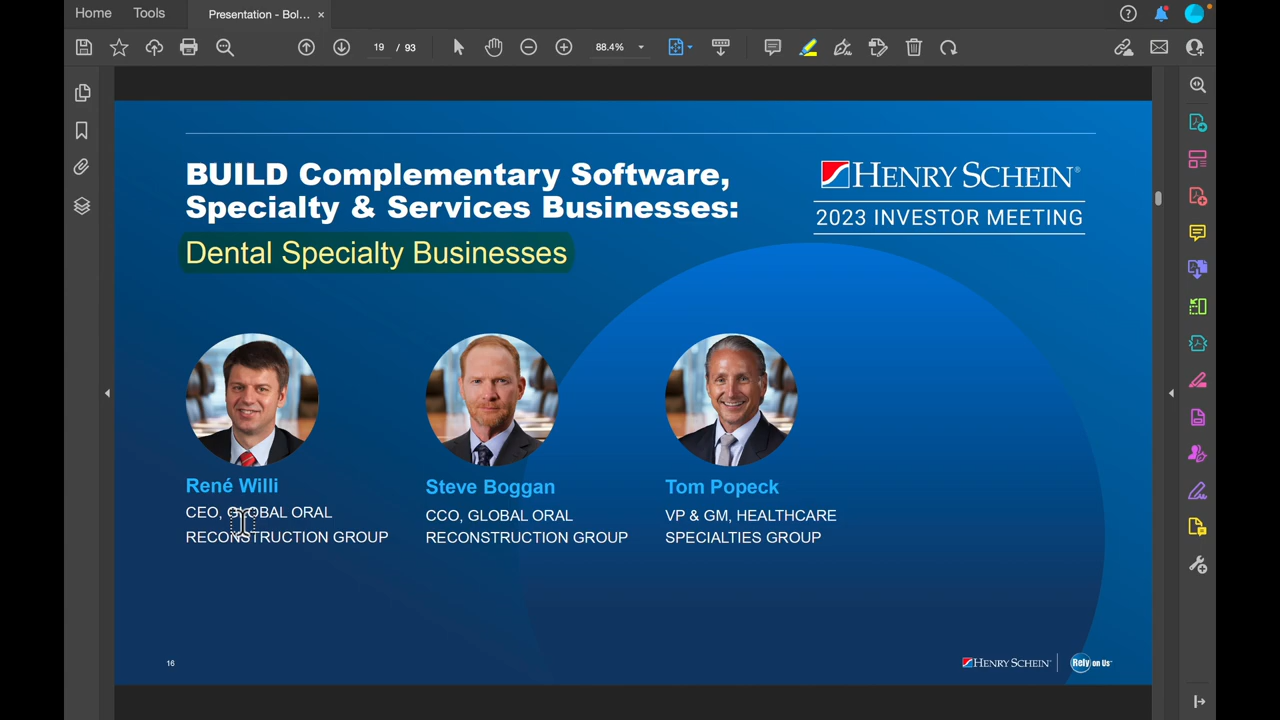 Home Tools Presentation - Bol... ×
19 / 93 88.4%
BUILD Complementary Software,
Specialty & Services Businesses:
Dental Specialty Businesses
HENRY SCHEIN®
2023 INVESTOR MEETING
René Willi
CEO, GLOBAL ORAL
RECONSTRUCTION GROUP
Steve Boggan
CCO, GLOBAL ORAL
RECONSTRUCTION GROUP
Tom Popeck
VP & GM, HEALTHCARE
SPECIALTIES GROUP
16
HENRY SCHEIN® Rely on Us™